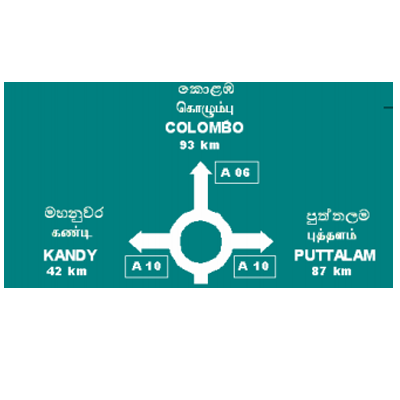 කොළඹ
கொழும்பு
COLOMBO
93 km
A 06
මහනුවර
கண்டி
KANDY
42 km
A 10
A 10
පුත්තලම
புத்தளம்
PUTTALAM
87 km